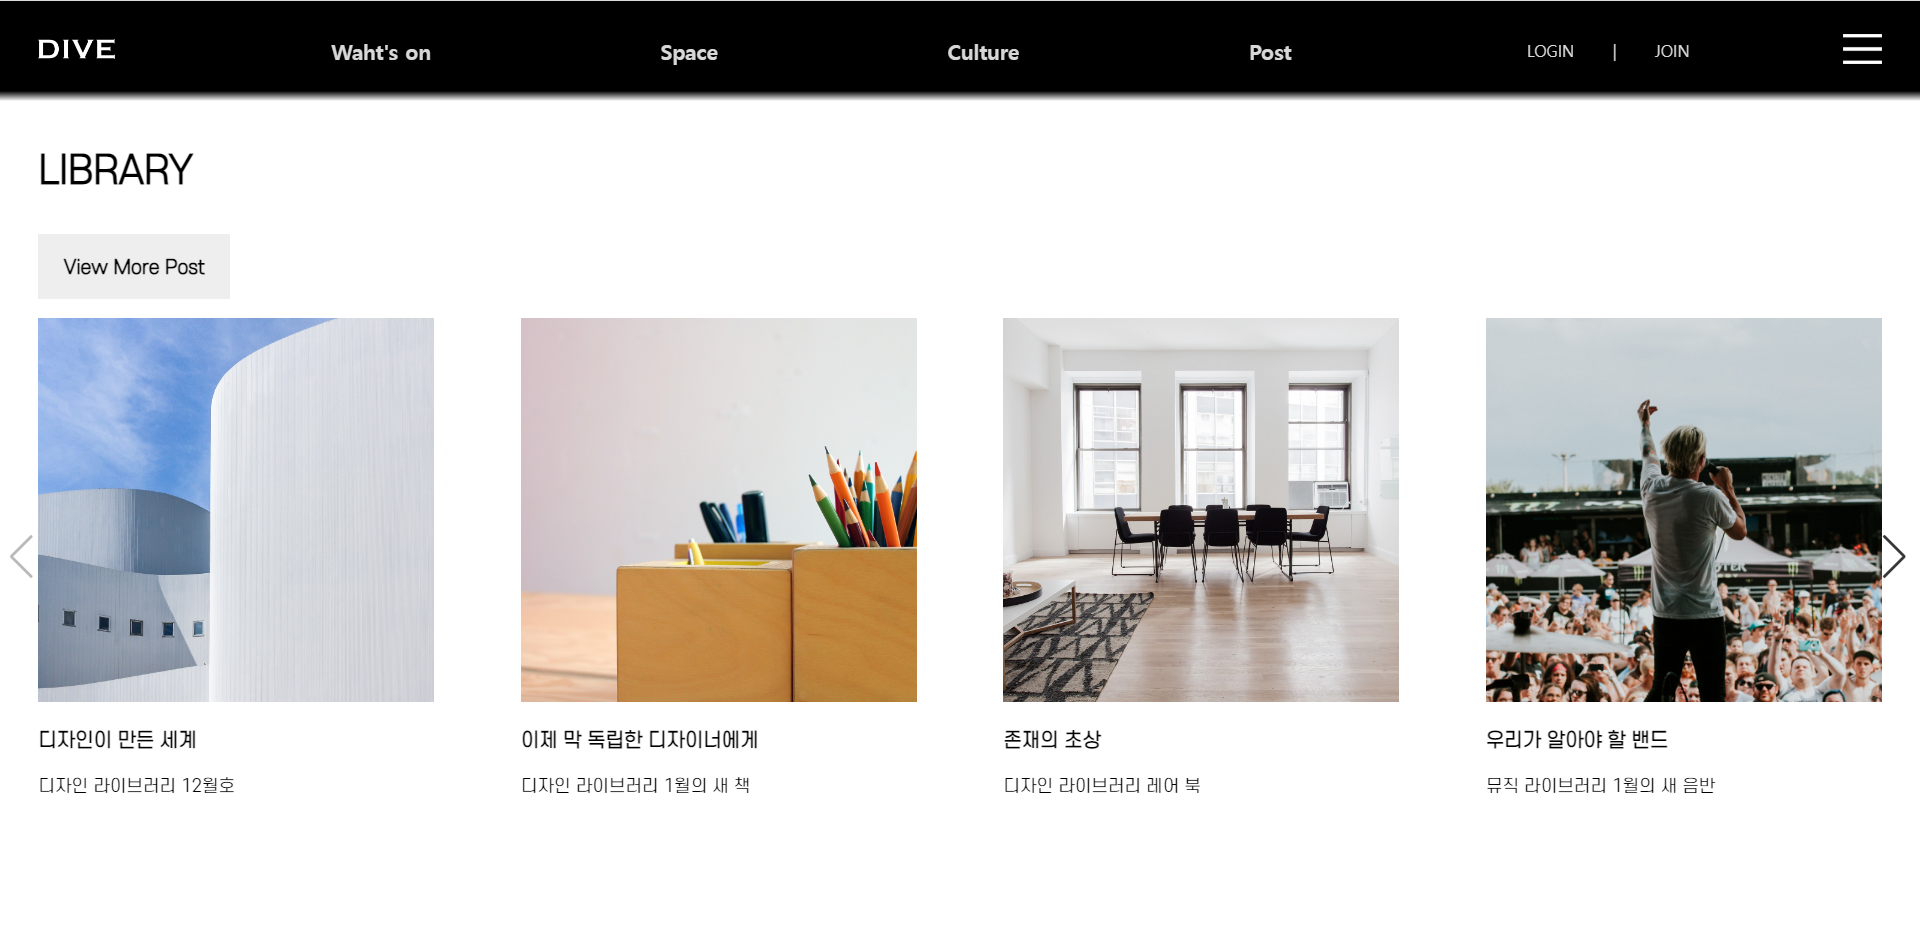 DIVE
Waht's on
Space
Culture
Post
LOGIN | JOIN
LIBRARY
View More Post
디자인이 만든 세계
디자인 라이브러리 12월호
이제 막 독립한 디자이너에게
디자인 라이브러리 1월의 새 책
존재의 초상
디자인 라이브러리 레어 북
우리가 알아야 할 밴드
뮤직 라이브러리 1월의 새 음반